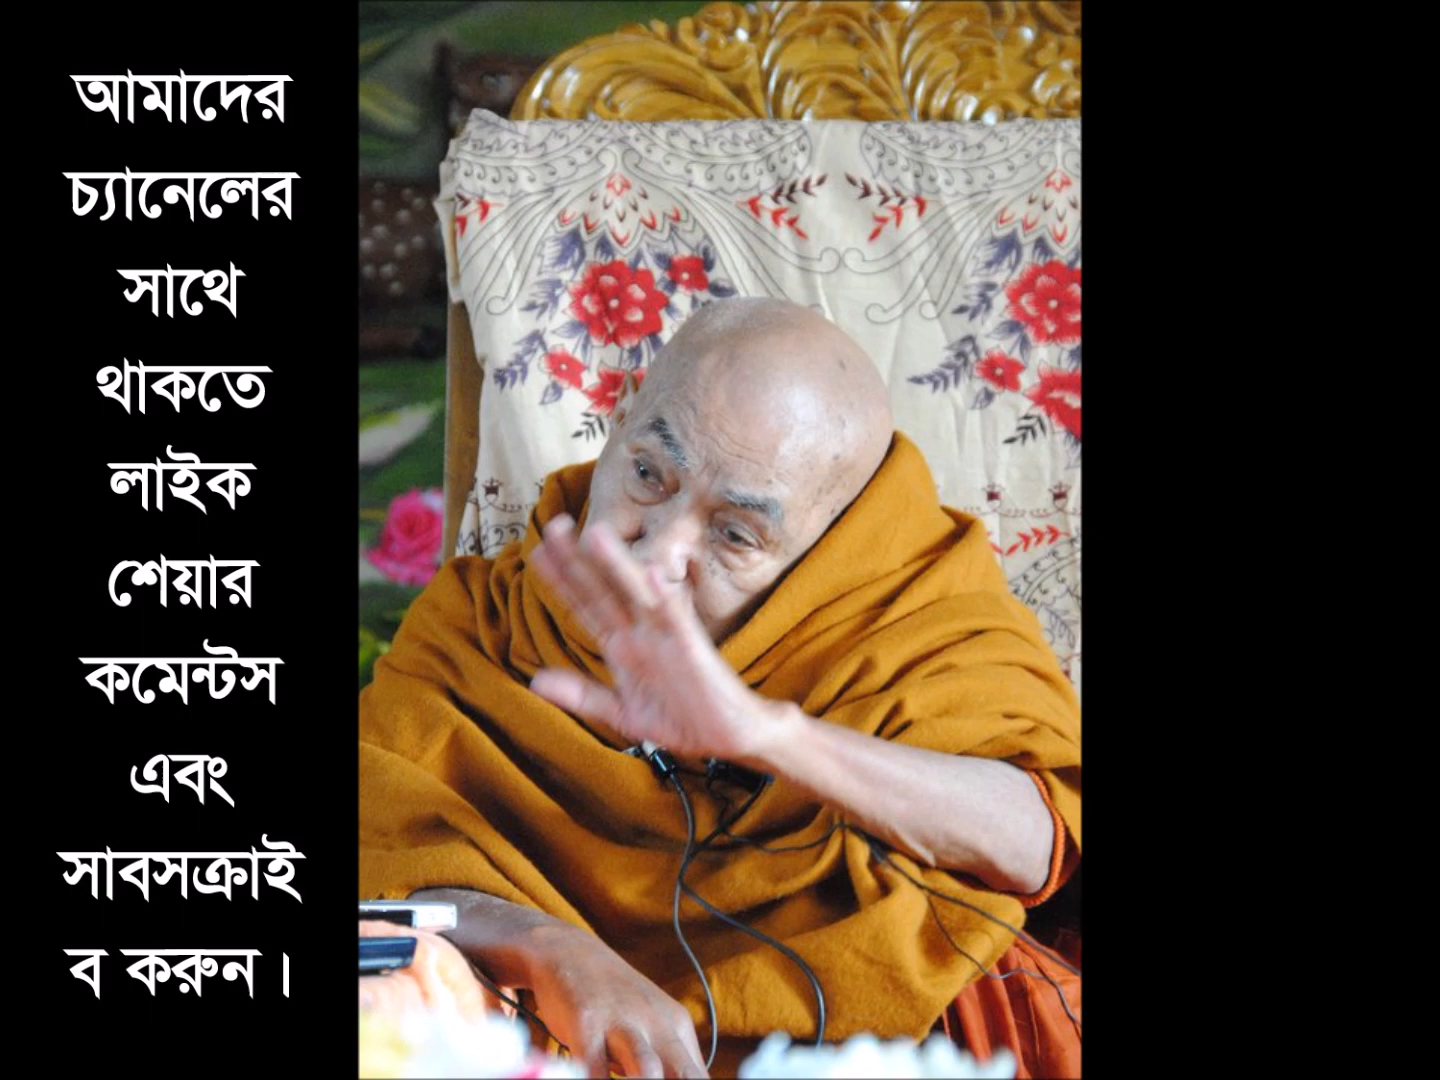 আমাদের
চ্যানেলের
সাথে
থাকতে
লাইক
শেয়ার
কমেন্টস
এবং
সাবসক্রাই
ব করুন।